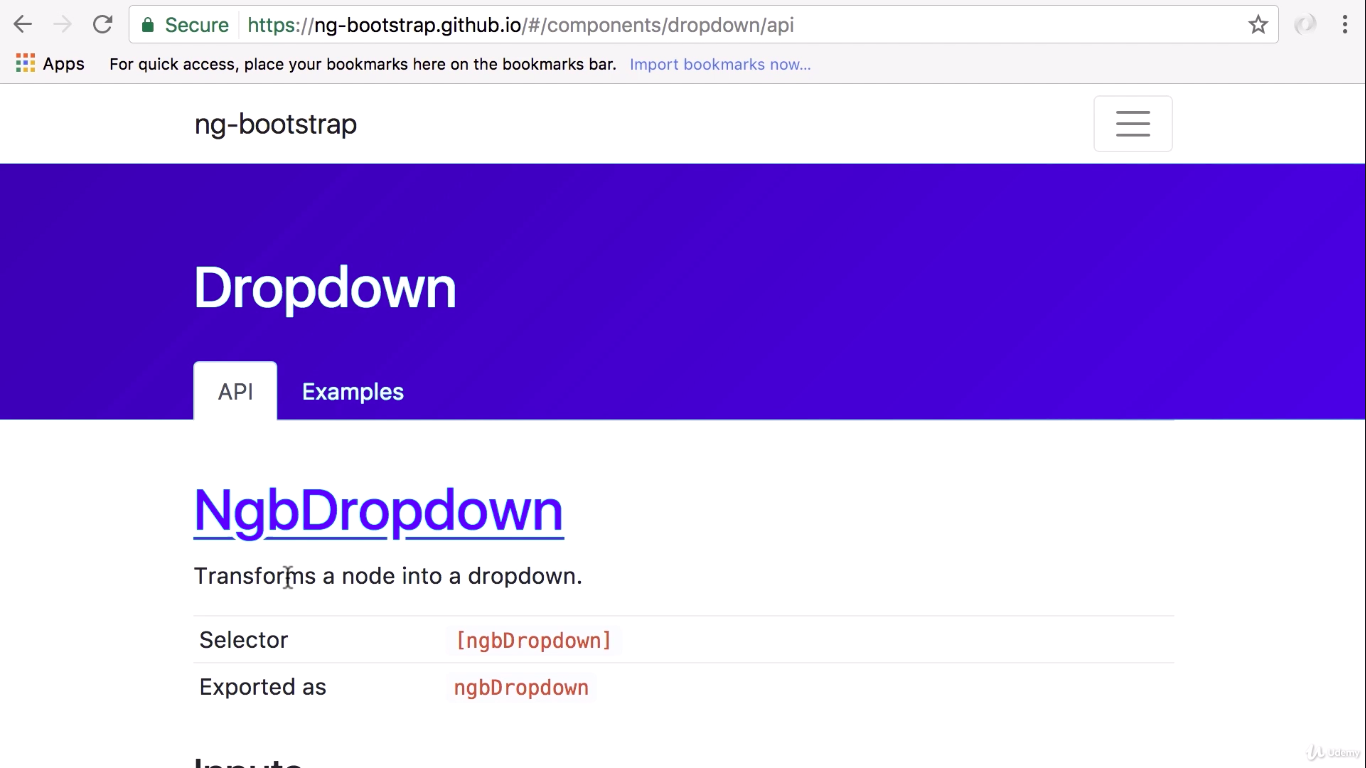 Secure https://ng-bootstrap.github.io/#/components/dropdown/api
Apps For quick access, place your bookmarks here on the bookmarks bar. Import bookmarks now...
ng-bootstrap
Dropdown
API Examples
NgbDropdown
Transforms a node into a dropdown.
Selector [ngbDropdown]
Exported as ngbDropdown
Inputs
Udemy